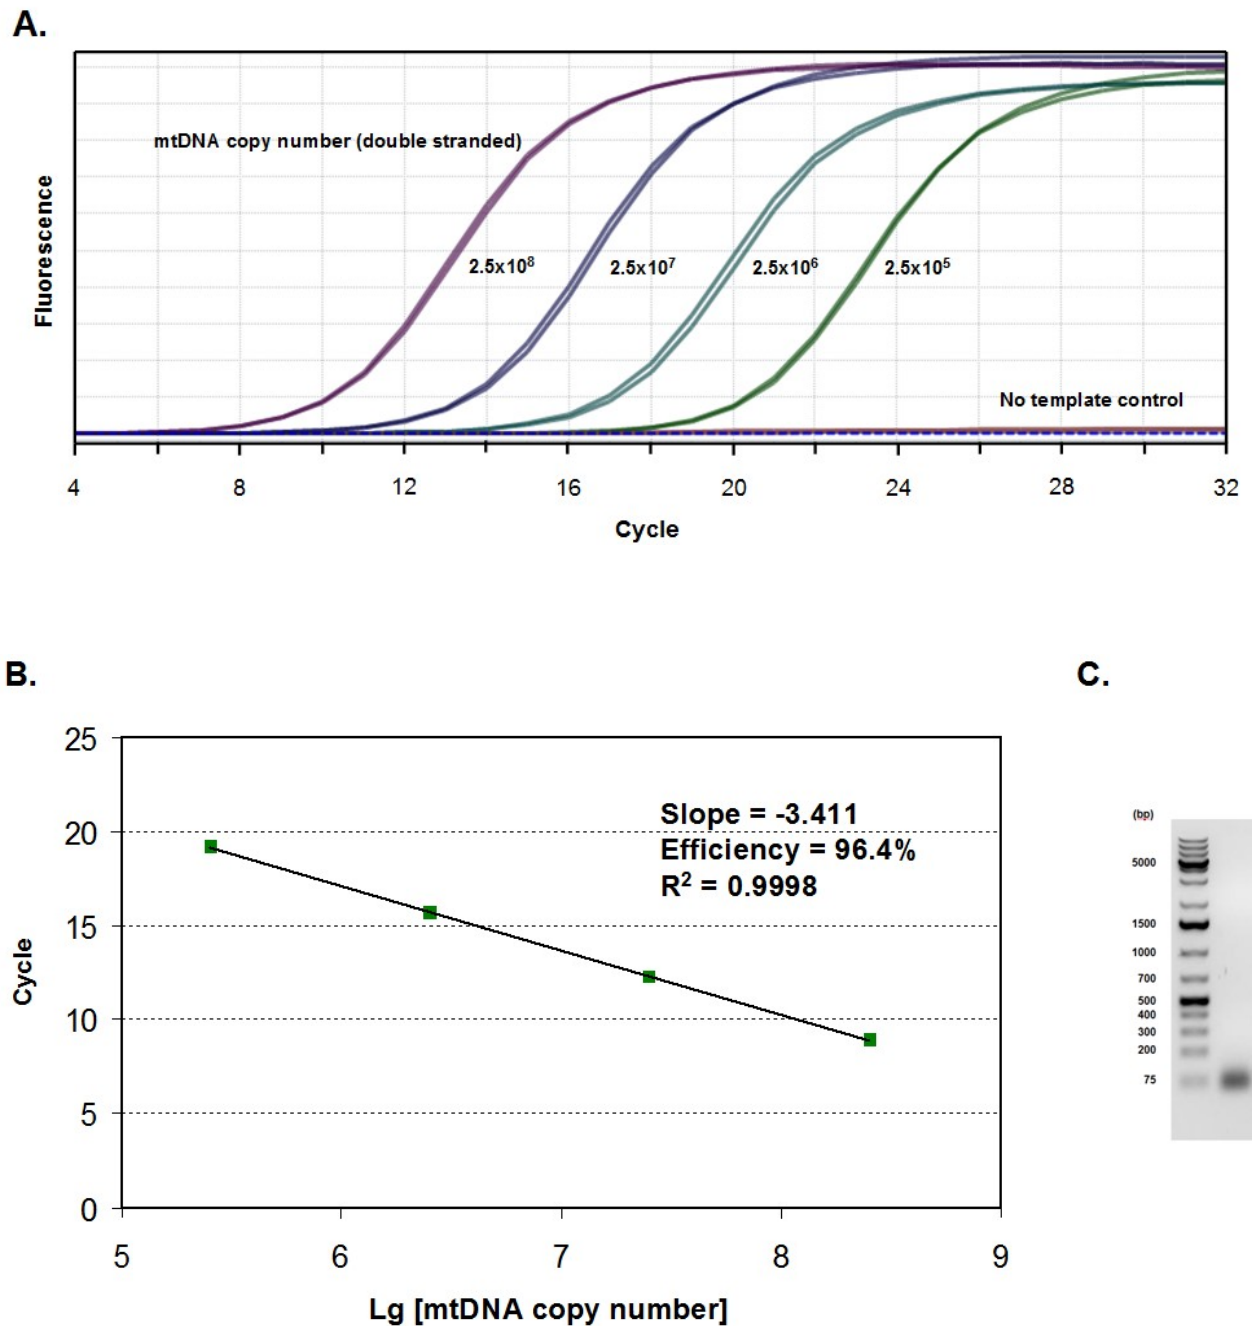 A.
mtDNA copy number (double stranded)
Fluorescence
2.5x10⁸
2.5x10⁷
2.5x10⁶
2.5x10⁵
No template control
4 8 12 16 20 24 28 32
Cycle
B.
25
20
15
10
5
0
Cycle
Slope = -3.411
Efficiency = 96.4%
R² = 0.9998
5 6 7 8 9
Lg [mtDNA copy number]
C.
(bp)
5000
1500
1000
700
500
400
300
200
75